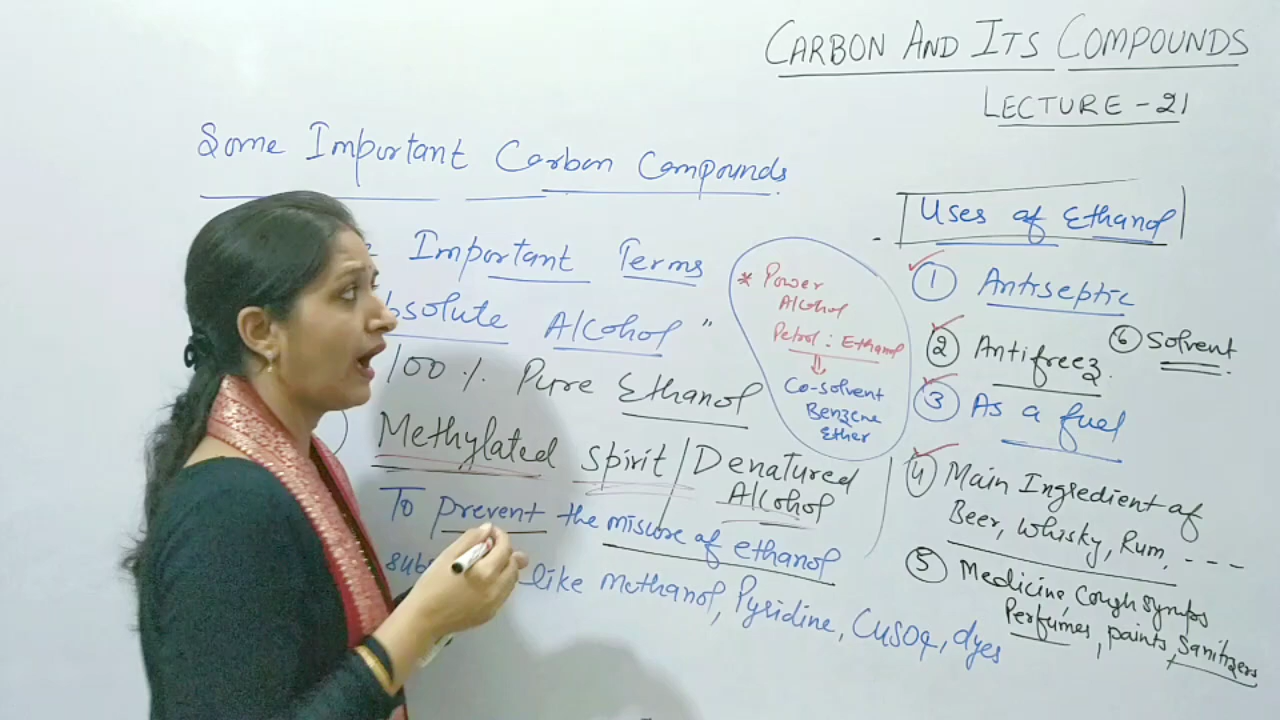 CARBON AND ITS COMPOUNDS
LECTURE - 21
Some Important Carbon Compounds
Important Terms
bsolute Alcohol "
100 % Pure Ethanol
Methylated spirit / Denatured
Alcohol
To prevent the misuse of ethanol
subs like methanol, Pyridine, CuSO4, dyes
* Power
Alcohol
Petrol : Ethanol
⇓
Co-solvent
Benzene
Ether
Uses of Ethanol
① Antiseptic
② Antifreez.
⑥ Solvent
③ As a fuel
④ Main Ingredient of
Beer, Whisky, Rum, ----
⑤ Medicine, Cough Syrups
Perfumes, paints, Sanitizers